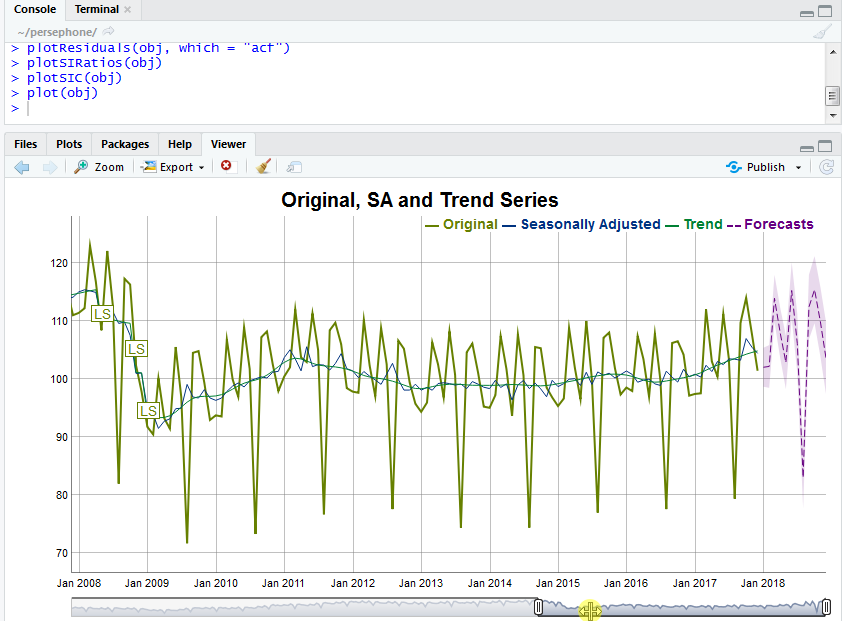 Console Terminal
~/persephone/
> plotResiduals(obj, which = "acf")
> plotSIRatios(obj)
> plotSIC(obj)
> plot(obj)
>
Files Plots Packages Help Viewer
Zoom Export Publish
Original, SA and Trend Series
Original Seasonally Adjusted Trend Forecasts
120
110
100
90
80
70
LS
LS
LS
Jan 2008 Jan 2009 Jan 2010 Jan 2011 Jan 2012 Jan 2013 Jan 2014 Jan 2015 Jan 2016 Jan 2017 Jan 2018